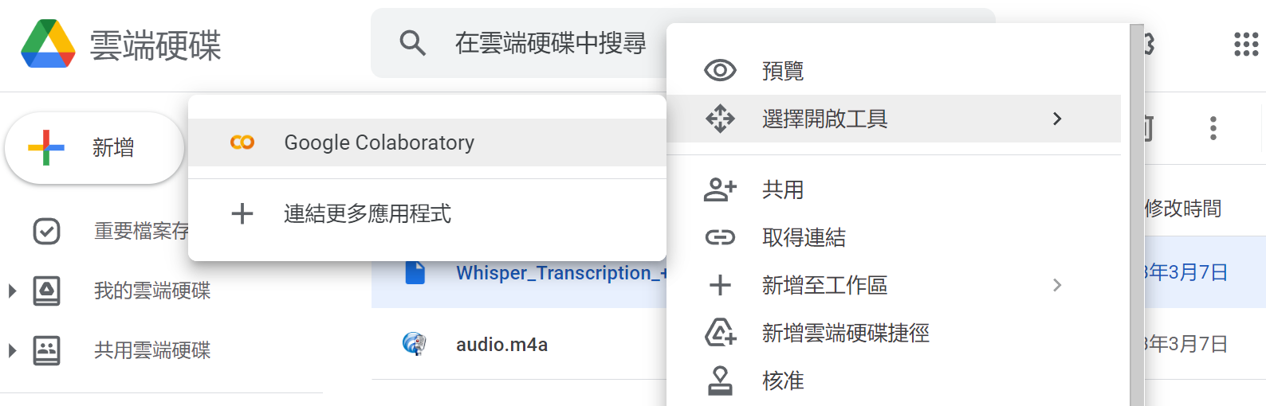 雲端硬碟
在雲端硬碟中搜尋
新增
重要檔案存
我的雲端硬碟
共用雲端硬碟
Google Colaboratory
連結更多應用程式
預覽
選擇開啟工具
共用
取得連結
新增至工作區
新增雲端硬碟捷徑
核准
修改時間
Whisper_Transcription_+
3年3月7日
audio.m4a
3年3月7日